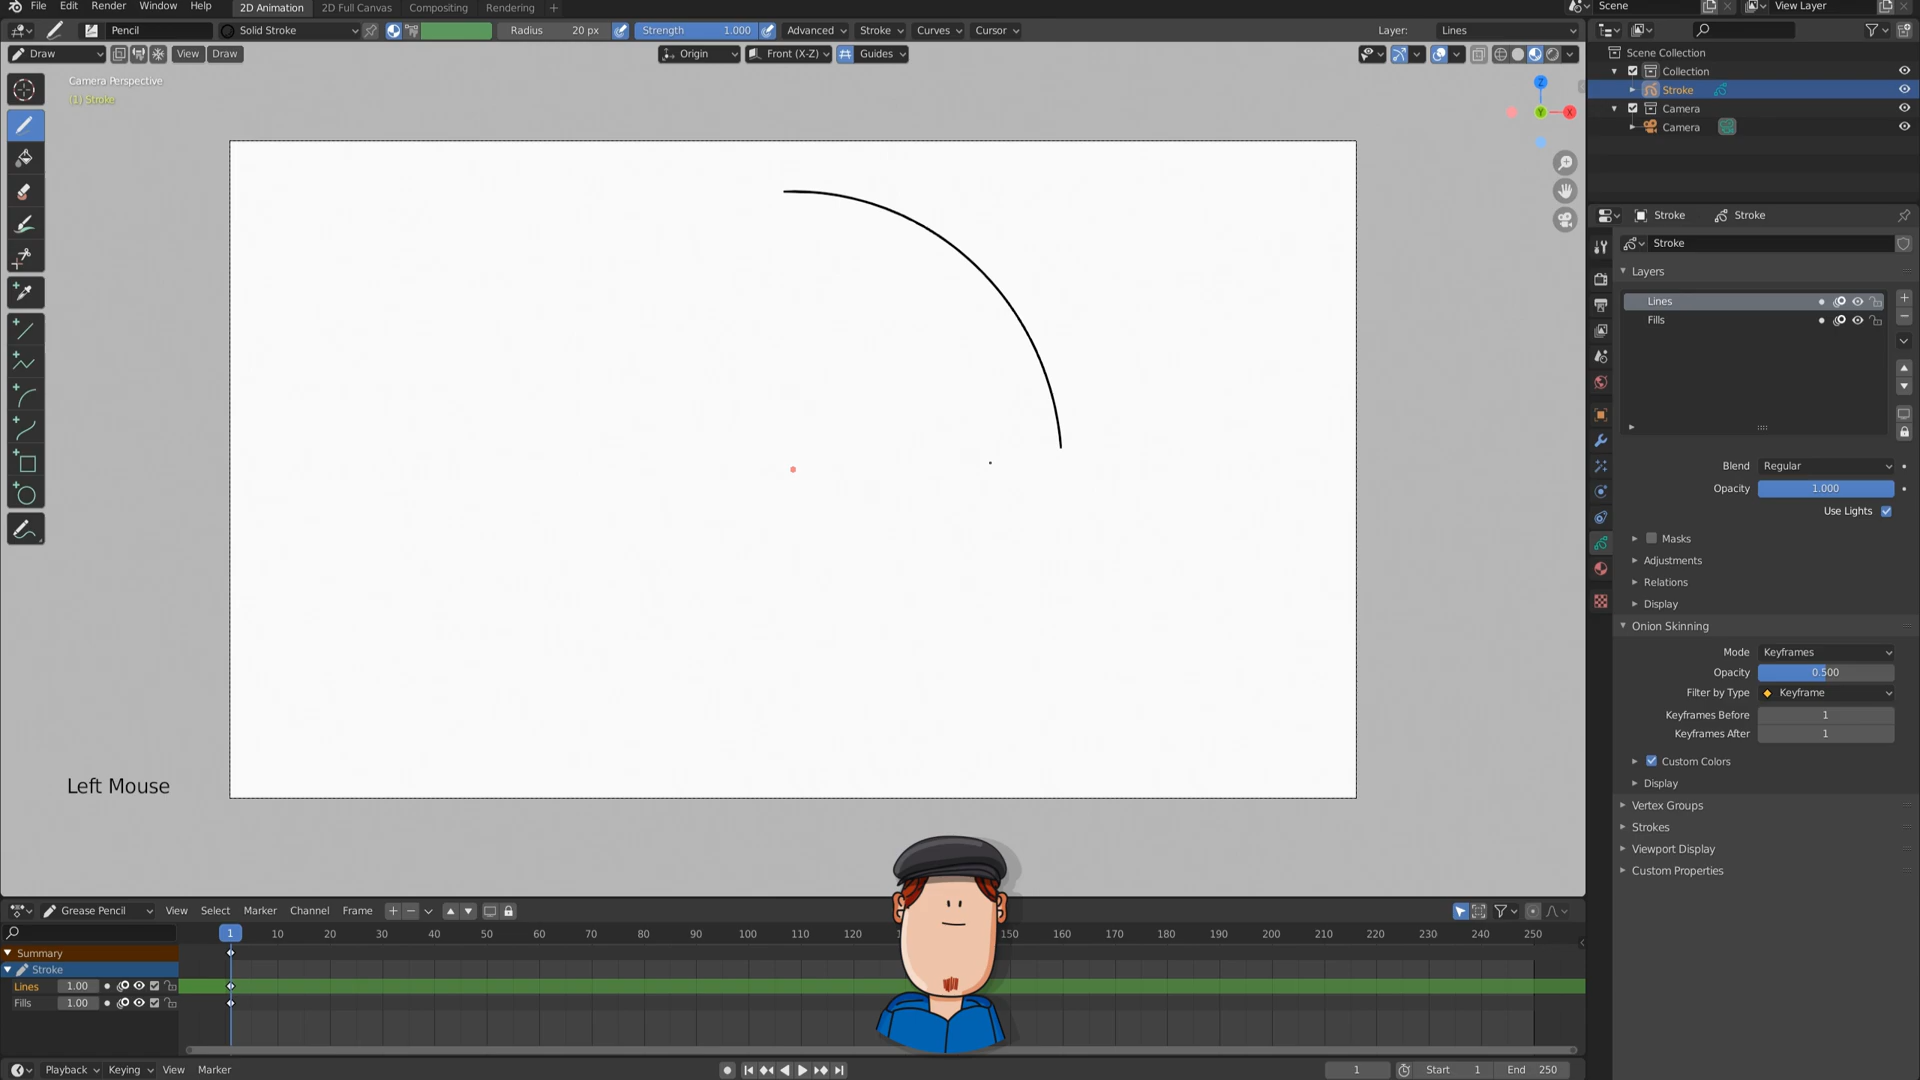 File Edit Render Window Help 2D Animation 2D Full Canvas Compositing Rendering + Scene View Layer
Pencil Solid Stroke Radius 20 px Strength 1.000 Advanced Stroke Curves Cursor Layer: Lines
Draw View Draw Origin Front (X-Z) Guides
Camera Perspective
(1) Stroke
Z
Y
X
Scene Collection
Collection
Stroke
Camera
Camera
Stroke Stroke
Stroke
Layers
Lines
Fills
Blend Regular
Opacity 1.000
Use Lights
Masks
Adjustments
Relations
Display
Onion Skinning
Mode Keyframes
Opacity 0.500
Filter by Type Keyframe
Keyframes Before 1
Keyframes After 1
Custom Colors
Display
Vertex Groups
Strokes
Viewport Display
Custom Properties
Left Mouse
Grease Pencil View Select Marker Channel Frame
1 10 20 30 40 50 60 70 80 90 100 110 120 150 160 170 180 190 200 210 220 230 240 250
Summary
Stroke
Lines 1.00
Fills 1.00
Playback Keying View Marker 1 Start 1 End 250